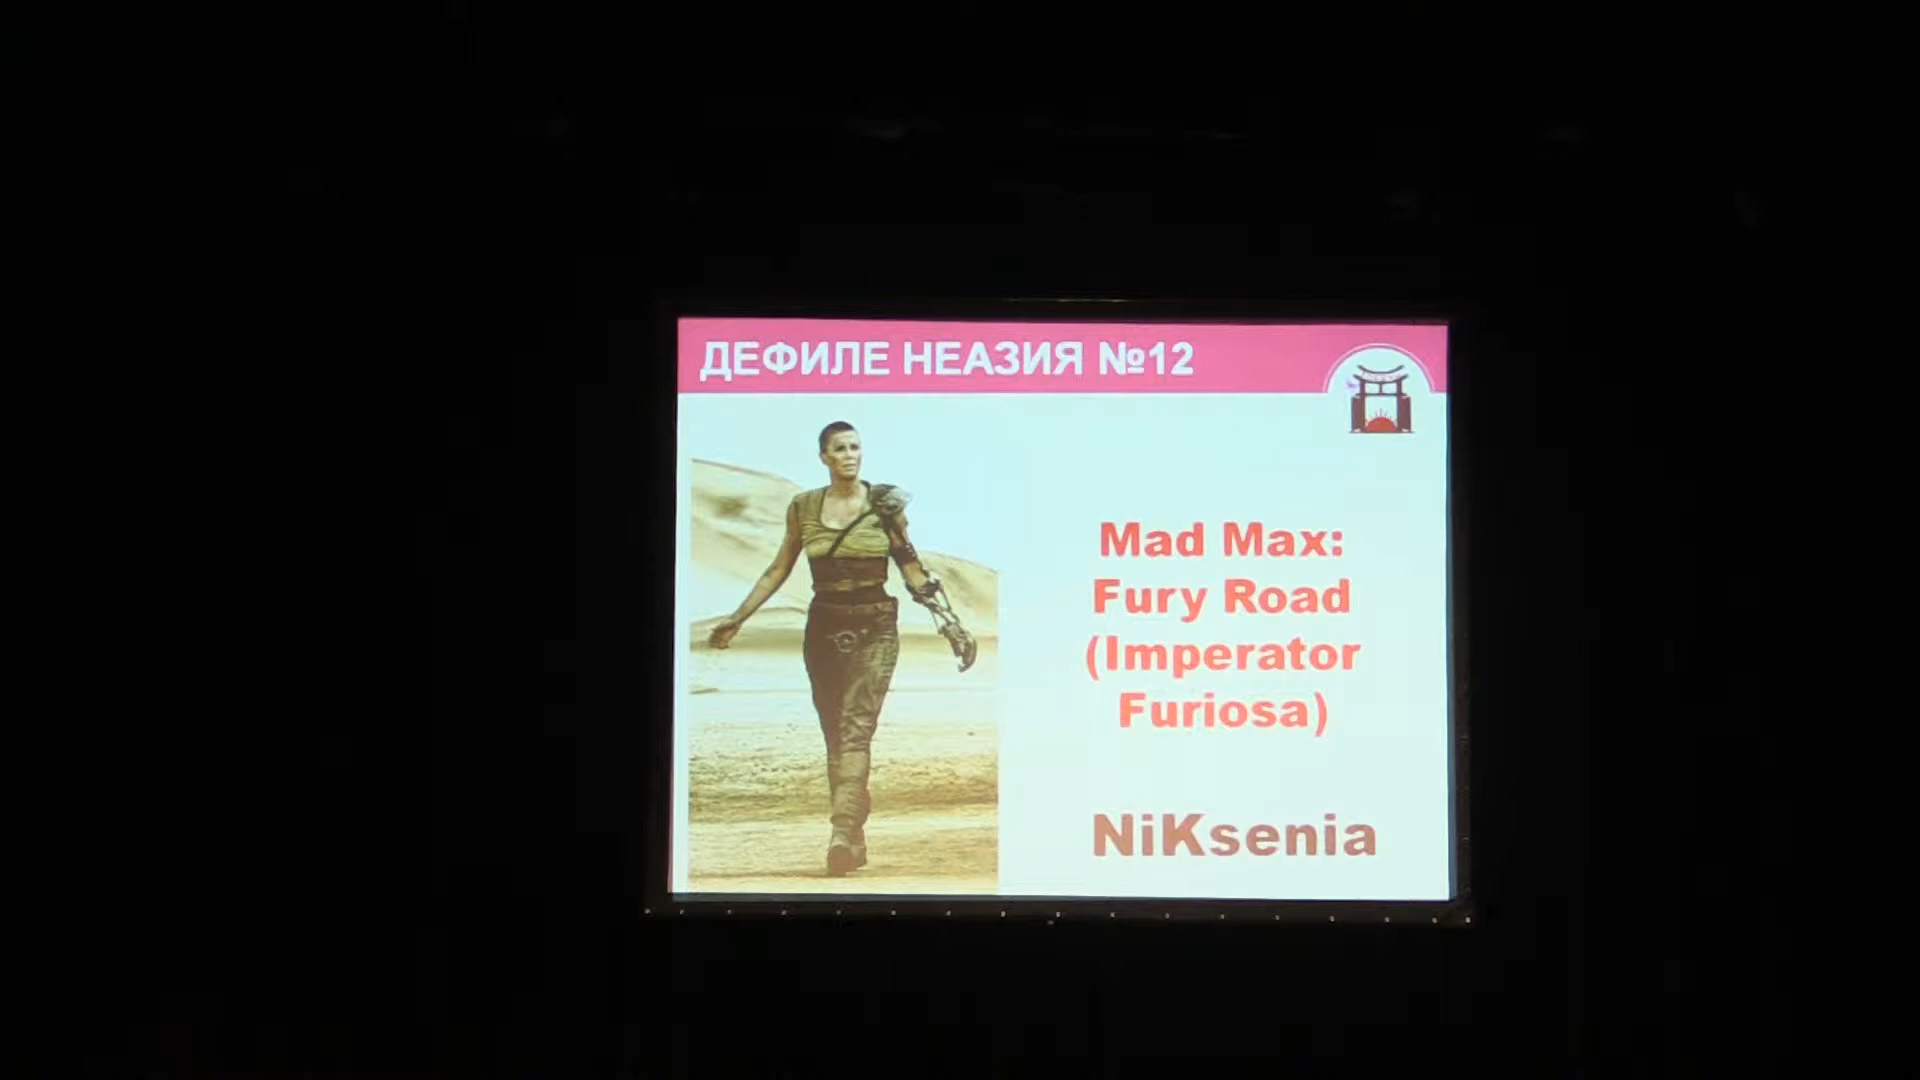 ДЕФИЛЕ НЕАЗИЯ №12
Mad Max:
Fury Road
(Imperator
Furiosa)
NiKsenia